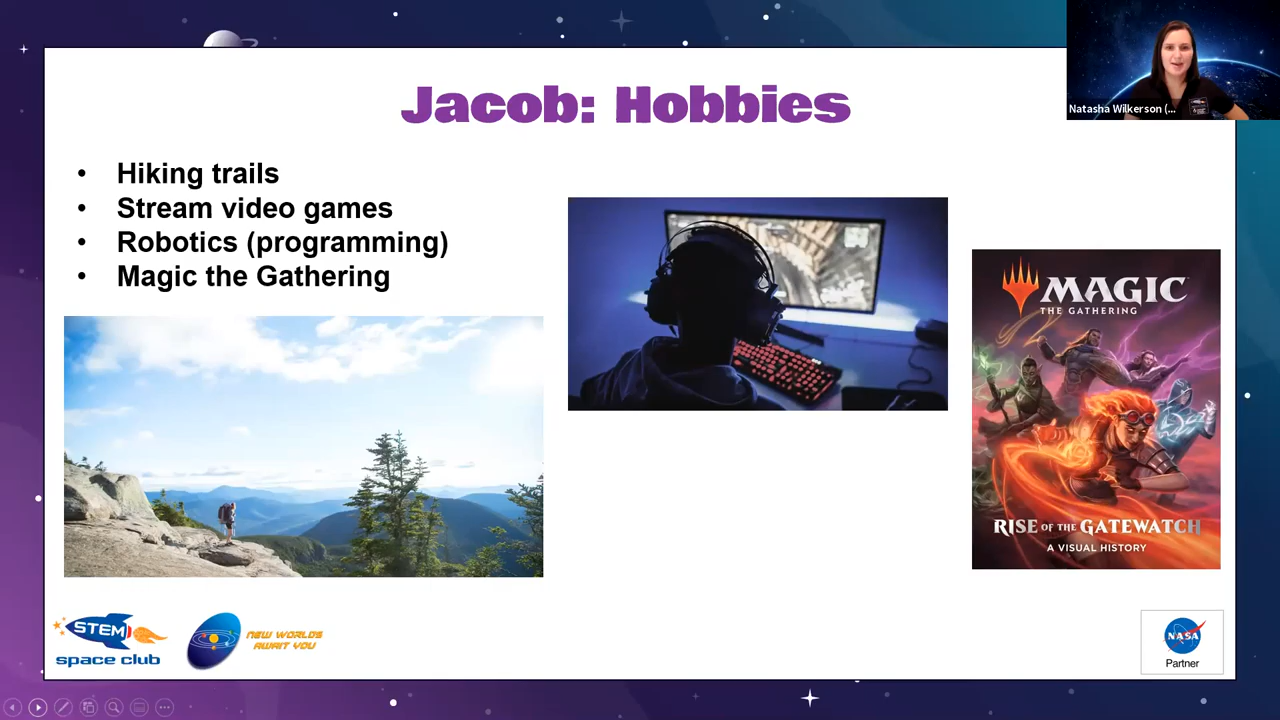 Jacob: Hobbies
Natasha Wilkerson (...
• Hiking trails
• Stream video games
• Robotics (programming)
• Magic the Gathering
MAGIC
THE GATHERING
RISE OF THE GATEWATCH
A VISUAL HISTORY
STEM
space club
NEW WORLDS
AWAIT YOU
NASA
Partner